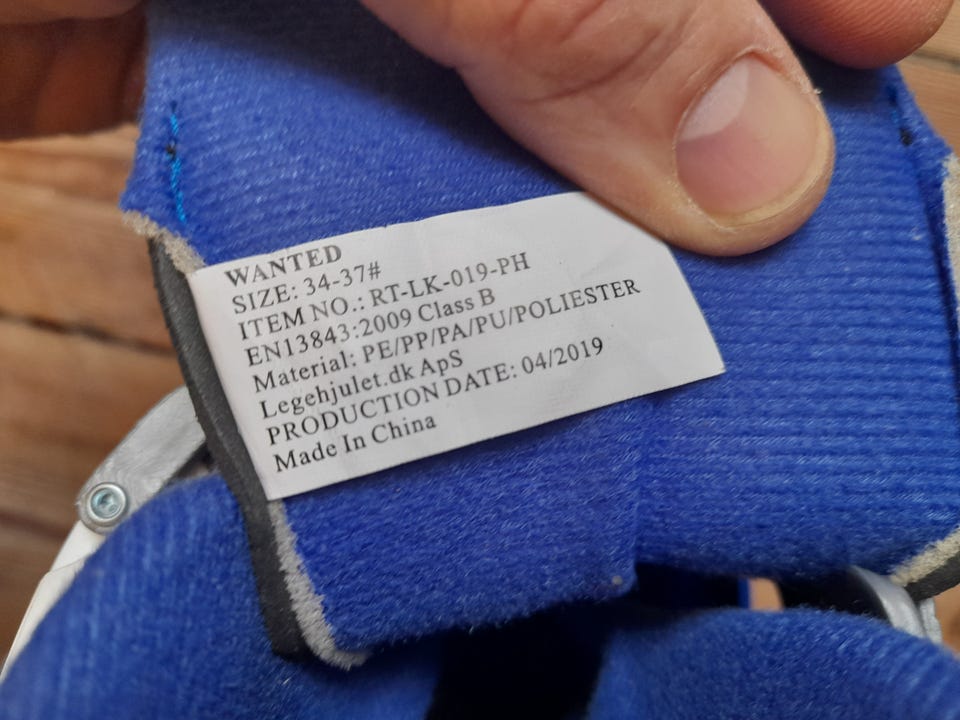 WANTED
SIZE: 34-37#
ITEM NO.: RT-LK-019-PH
EN13843:2009 Class B
Material: PE/PP/PA/PU/POLIESTER
Legehjulet.dk ApS
PRODUCTION DATE: 04/2019
Made In China